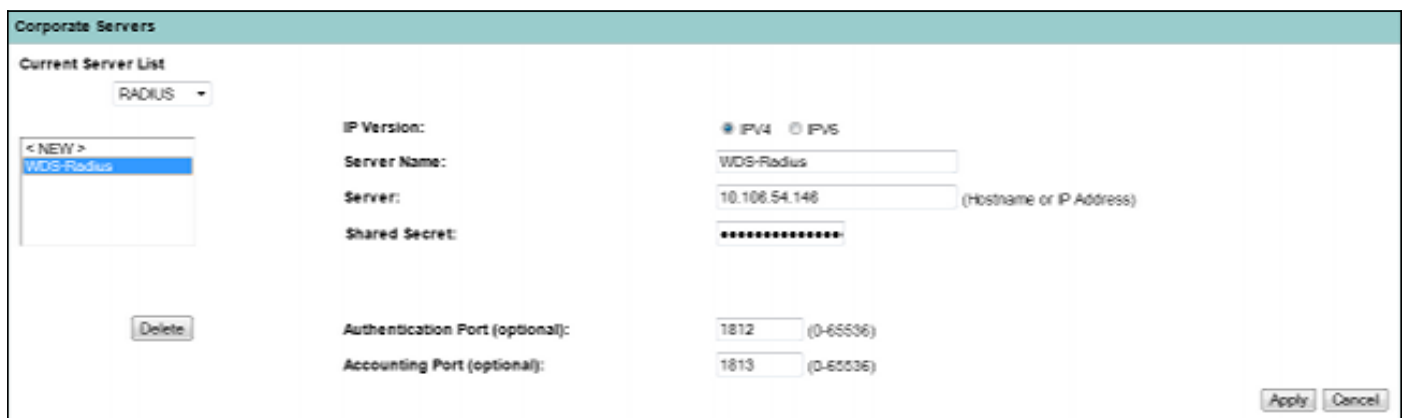 Corporate Servers
Current Server List
RADIUS
< NEW >
WDS-Radius
IP Version: IPV4 IPV6
Server Name: WDS-Radius
Server: 10.106.54.146 (Hostname or IP Address)
Shared Secret: ••••••••••••••
Delete
Authentication Port (optional): 1812 (0-65536)
Accounting Port (optional): 1813 (0-65536)
Apply Cancel